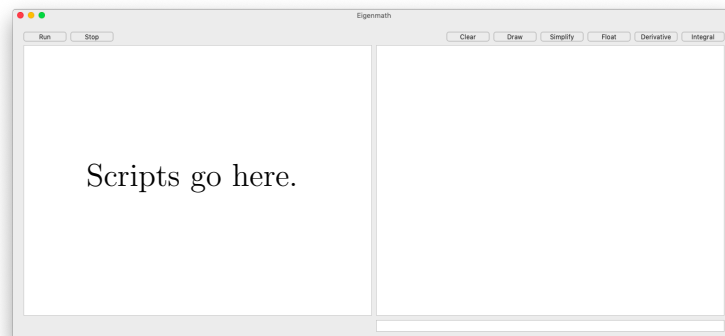 Eigenmath
Run Stop Clear Draw Simplify Float Derivative Integral
Scripts go here.